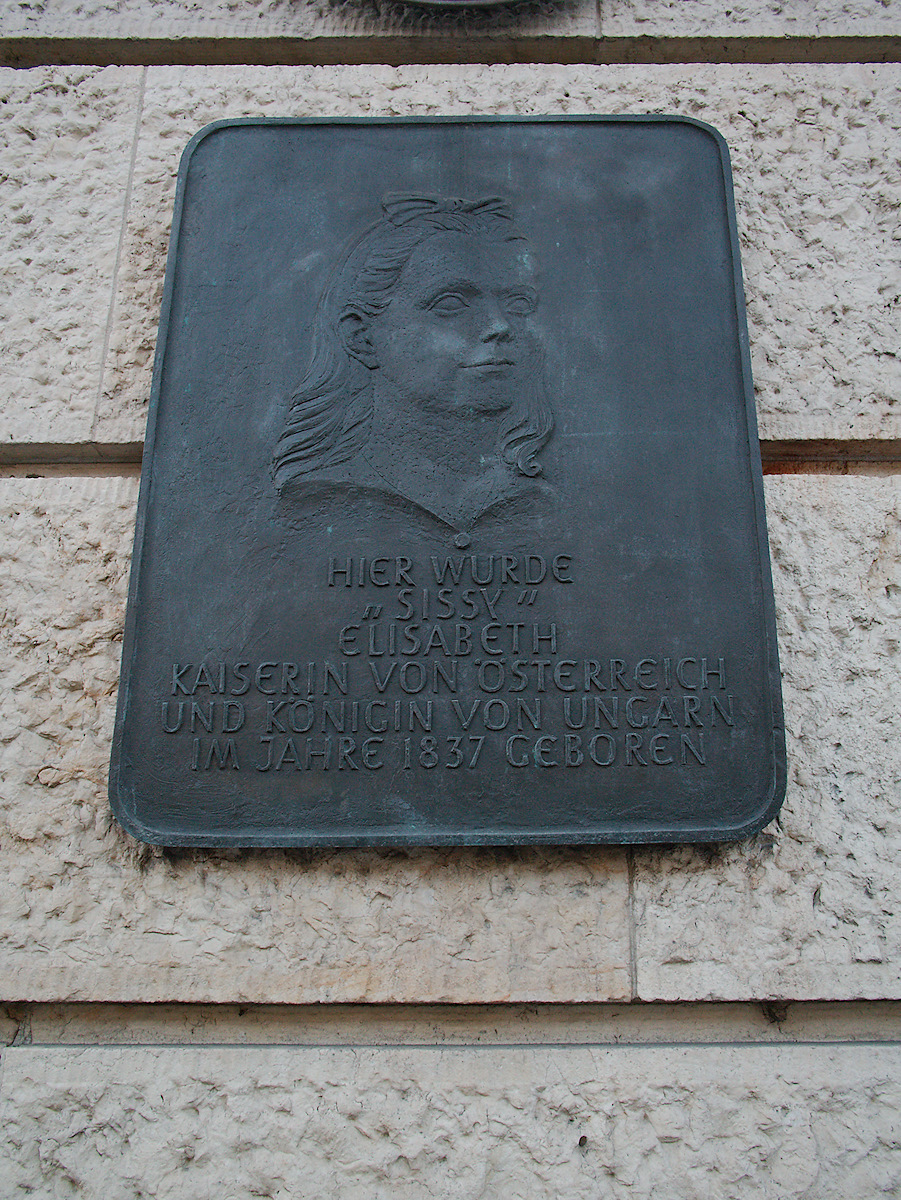 HIER WURDE
„SISSY"
ELISABETH
KAISERIN VON ÖSTERREICH
UND KÖNIGIN VON UNGARN
IM JAHRE 1837 GEBOREN